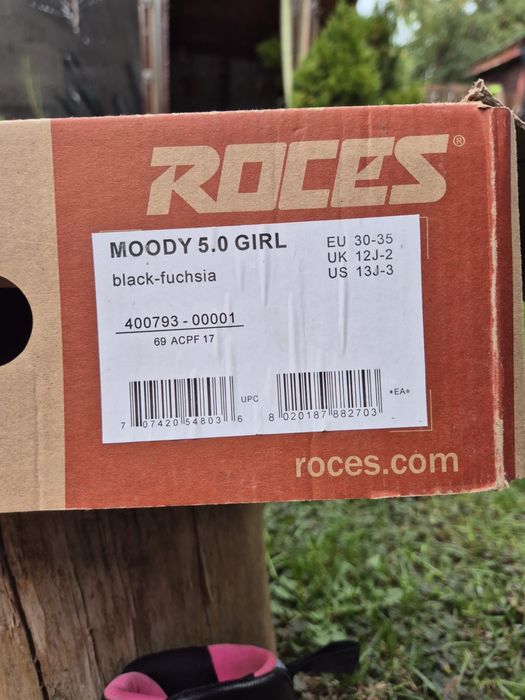 ROCES®
MOODY 5.0 GIRL
black-fuchsia
EU 30-35
UK 12J-2
US 13J-3
400793-00001
69 ACPF 17
UPC
*EA*
7 07420 54803 6
8 020187 882703
roces.com